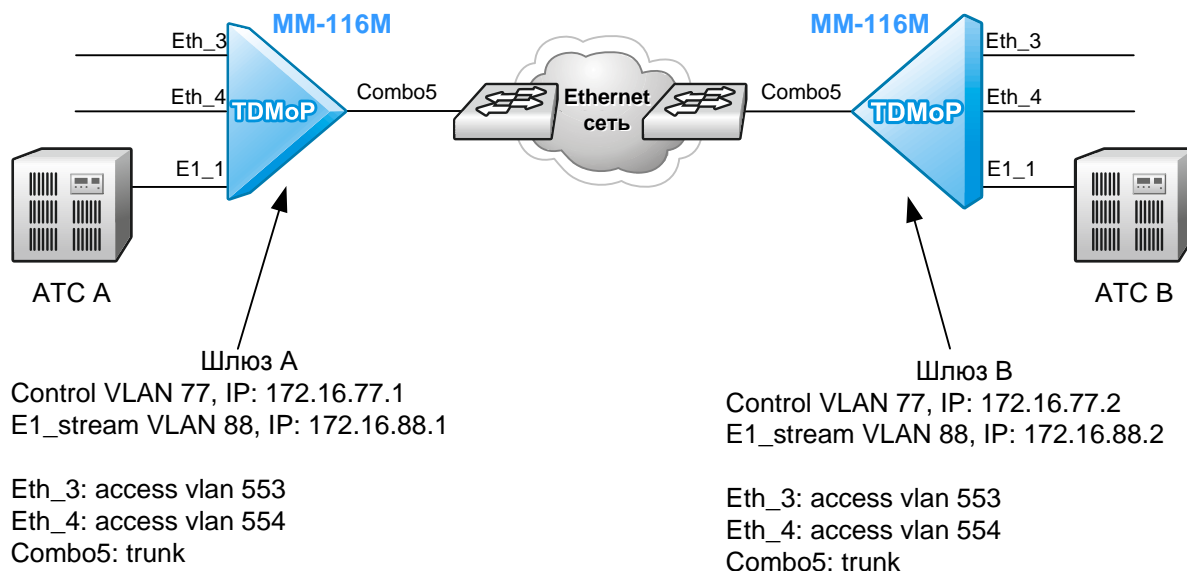 MM-116M
MM-116M
Eth_3
Eth_3
Eth_4
Eth_4
Combo5
Combo5
TDMoP
Ethernet
сеть
TDMoP
E1_1
E1_1
АТС А
АТС В
Шлюз А
Control VLAN 77, IP: 172.16.77.1
E1_stream VLAN 88, IP: 172.16.88.1
Eth_3: access vlan 553
Eth_4: access vlan 554
Combo5: trunk
Шлюз В
Control VLAN 77, IP: 172.16.77.2
E1_stream VLAN 88, IP: 172.16.88.2
Eth_3: access vlan 553
Eth_4: access vlan 554
Combo5: trunk